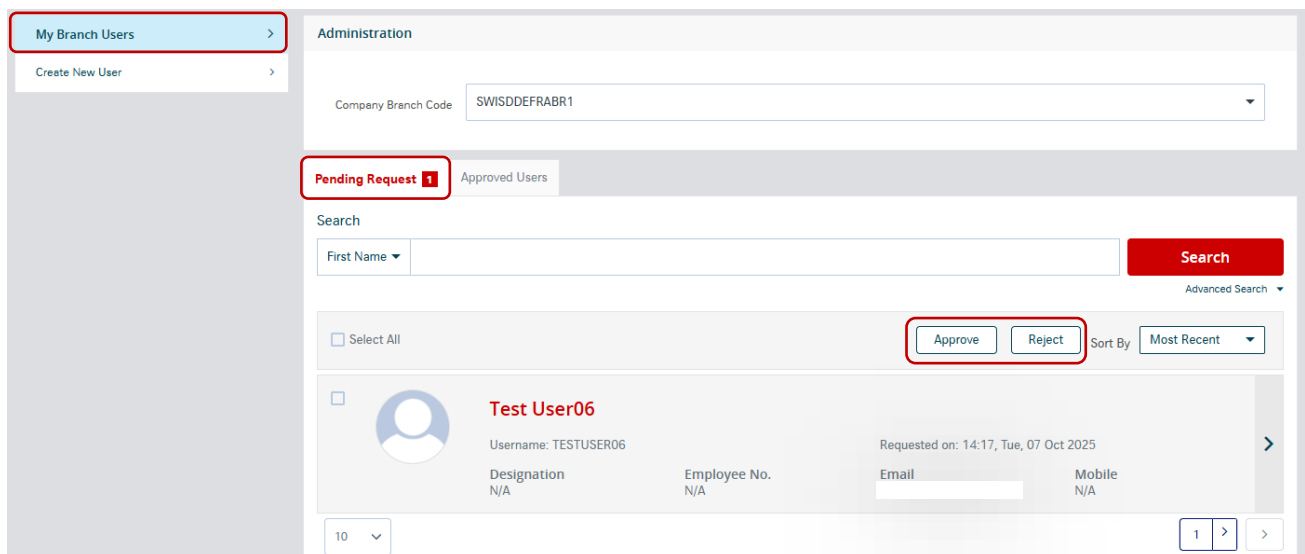 My Branch Users
Create New User
Administration
Company Branch Code SWISDDEFRABR1
Pending Request 1 Approved Users
Search
First Name Search
Advanced Search
Select All Approve Reject Sort By Most Recent
Test User06
Username: TESTUSER06 Requested on: 14:17, Tue, 07 Oct 2025
Designation Employee No. Email Mobile
N/A N/A N/A
10 1